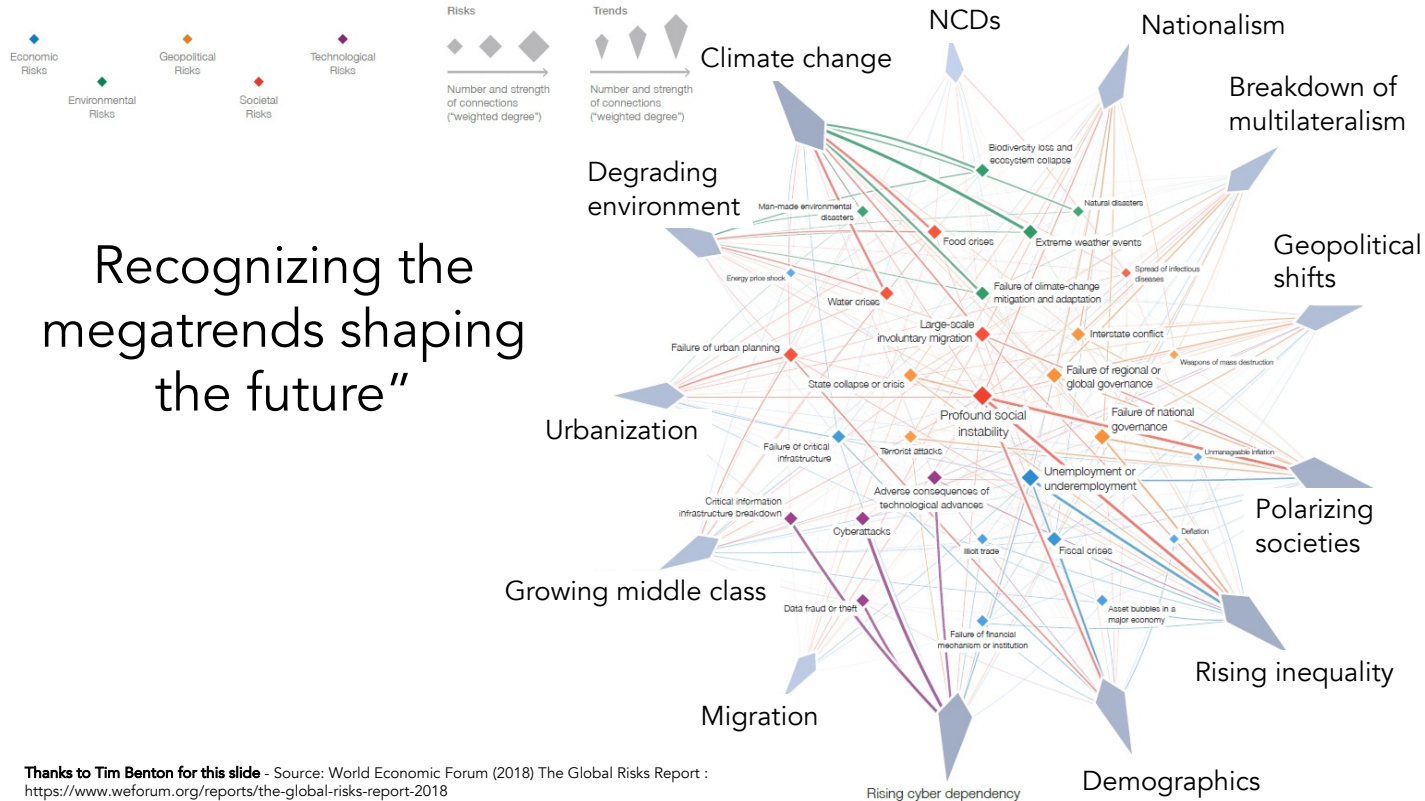 Economic
Risks
Environmental
Risks
Geopolitical
Risks
Societal
Risks
Technological
Risks
Risks
Number and strength
of connections
("weighted degree")
Trends
Number and strength
of connections
("weighted degree")
Recognizing the
megatrends shaping
the future”
Climate change
NCDs
Nationalism
Breakdown of
multilateralism
Degrading
environment
Geopolitical
shifts
Biodiversity loss and
ecosystem collapse
Man-made environmental
disasters
Natural disasters
Food crises
Extreme weather events
Energy price shock
Spread of infectious
diseases
Water crises
Failure of climate-change
mitigation and adaptation
Large-scale
involuntary migration
Interstate conflict
Failure of urban planning
Weapons of mass destruction
State collapse or crisis
Failure of regional or
global governance
Profound social
instability
Failure of national
governance
Urbanization
Failure of critical
infrastructure
Terrorist attacks
Unmanageable inflation
Adverse consequences of
technological advances
Unemployment or
underemployment
Critical information
infrastructure breakdown
Cyberattacks
Illicit trade
Fiscal crises
Deflation
Polarizing
societies
Growing middle class
Data fraud or theft
Failure of financial
mechanism or institution
Asset bubbles in a
major economy
Rising inequality
Migration
Demographics
Rising cyber dependency
Thanks to Tim Benton for this slide - Source: World Economic Forum (2018) The Global Risks Report :
https://www.weforum.org/reports/the-global-risks-report-2018